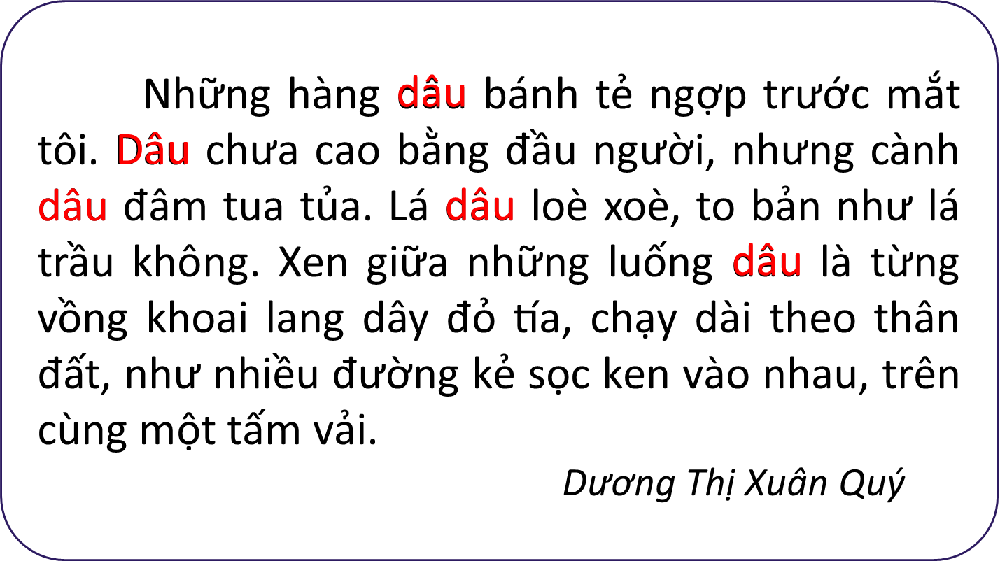 Những hàng dâu bánh tẻ ngợp trước mắt
tôi. Dâu chưa cao bằng đầu người, nhưng cành
dâu đâm tua tủa. Lá dâu loè xoè, to bản như lá
trầu không. Xen giữa những luống dâu là từng
vồng khoai lang dây đỏ tía, chạy dài theo thân
đất, như nhiều đường kẻ sọc ken vào nhau, trên
cùng một tấm vải.
Dương Thị Xuân Quý